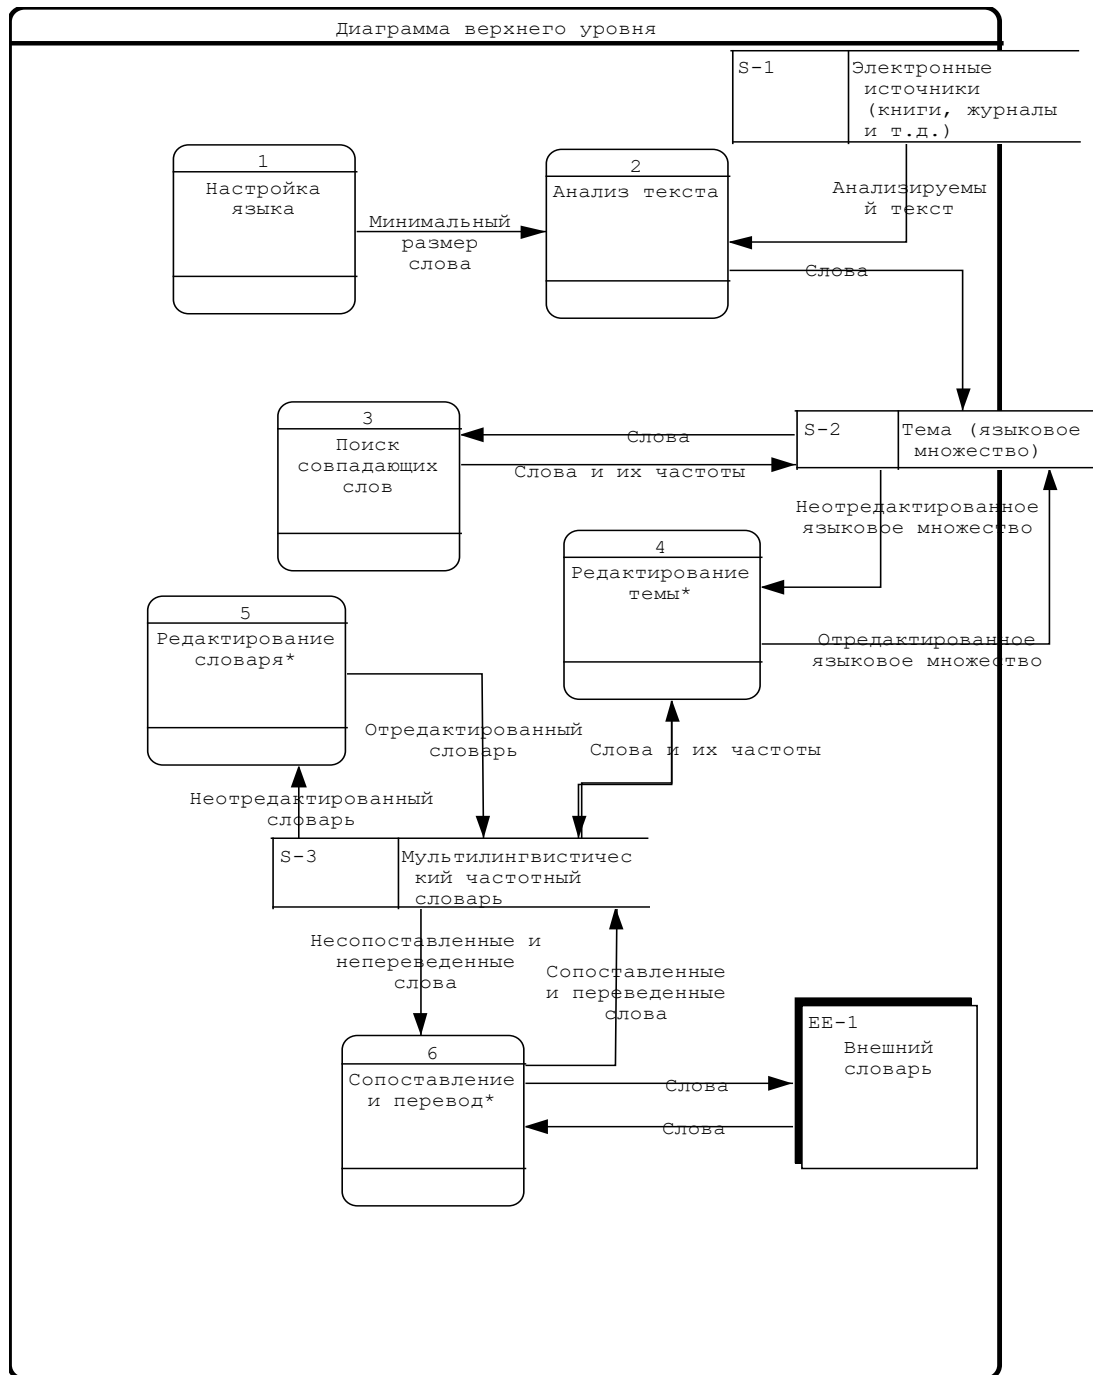 Диаграмма верхнего уровня
S-1
Электронные
источники
(книги, журналы
и т.д.)
1
Настройка
языка
2
Анализ текста
Анализируемы
й текст
Минимальный
размер
слова
Слова
3
Поиск
совпадающих
слов
Слова
Слова и их частоты
S-2
Тема (языковое
множество)
Неотредактированное
языковое множество
4
Редактирование
темы*
Отредактированное
языковое множество
5
Редактирование
словаря*
Отредактированный
словарь
Слова и их частоты
Неотредактированный
словарь
S-3
Мультилингвистичес
кий частотный
словарь
Несопоставленные и
непереведенные
слова
Сопоставленные
и переведенные
слова
EE-1
Внешний
словарь
6
Сопоставление
и перевод*
Слова
Слова